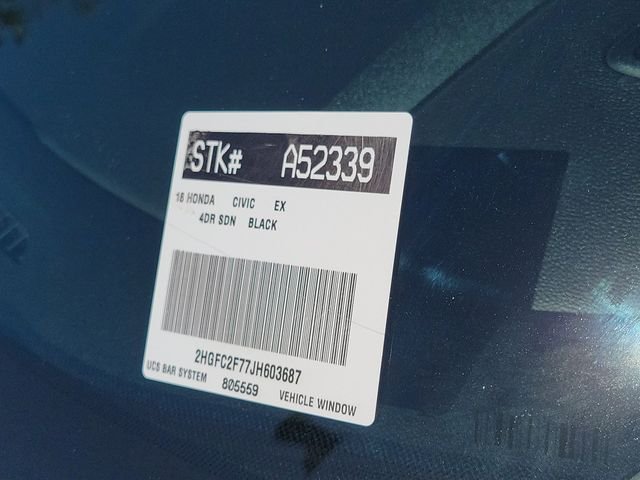 STK# A52339
18 HONDA CIVIC EX
4DR SDN BLACK
2HGFC2F77JH603687
UCS BAR SYSTEM 805559 VEHICLE WINDOW